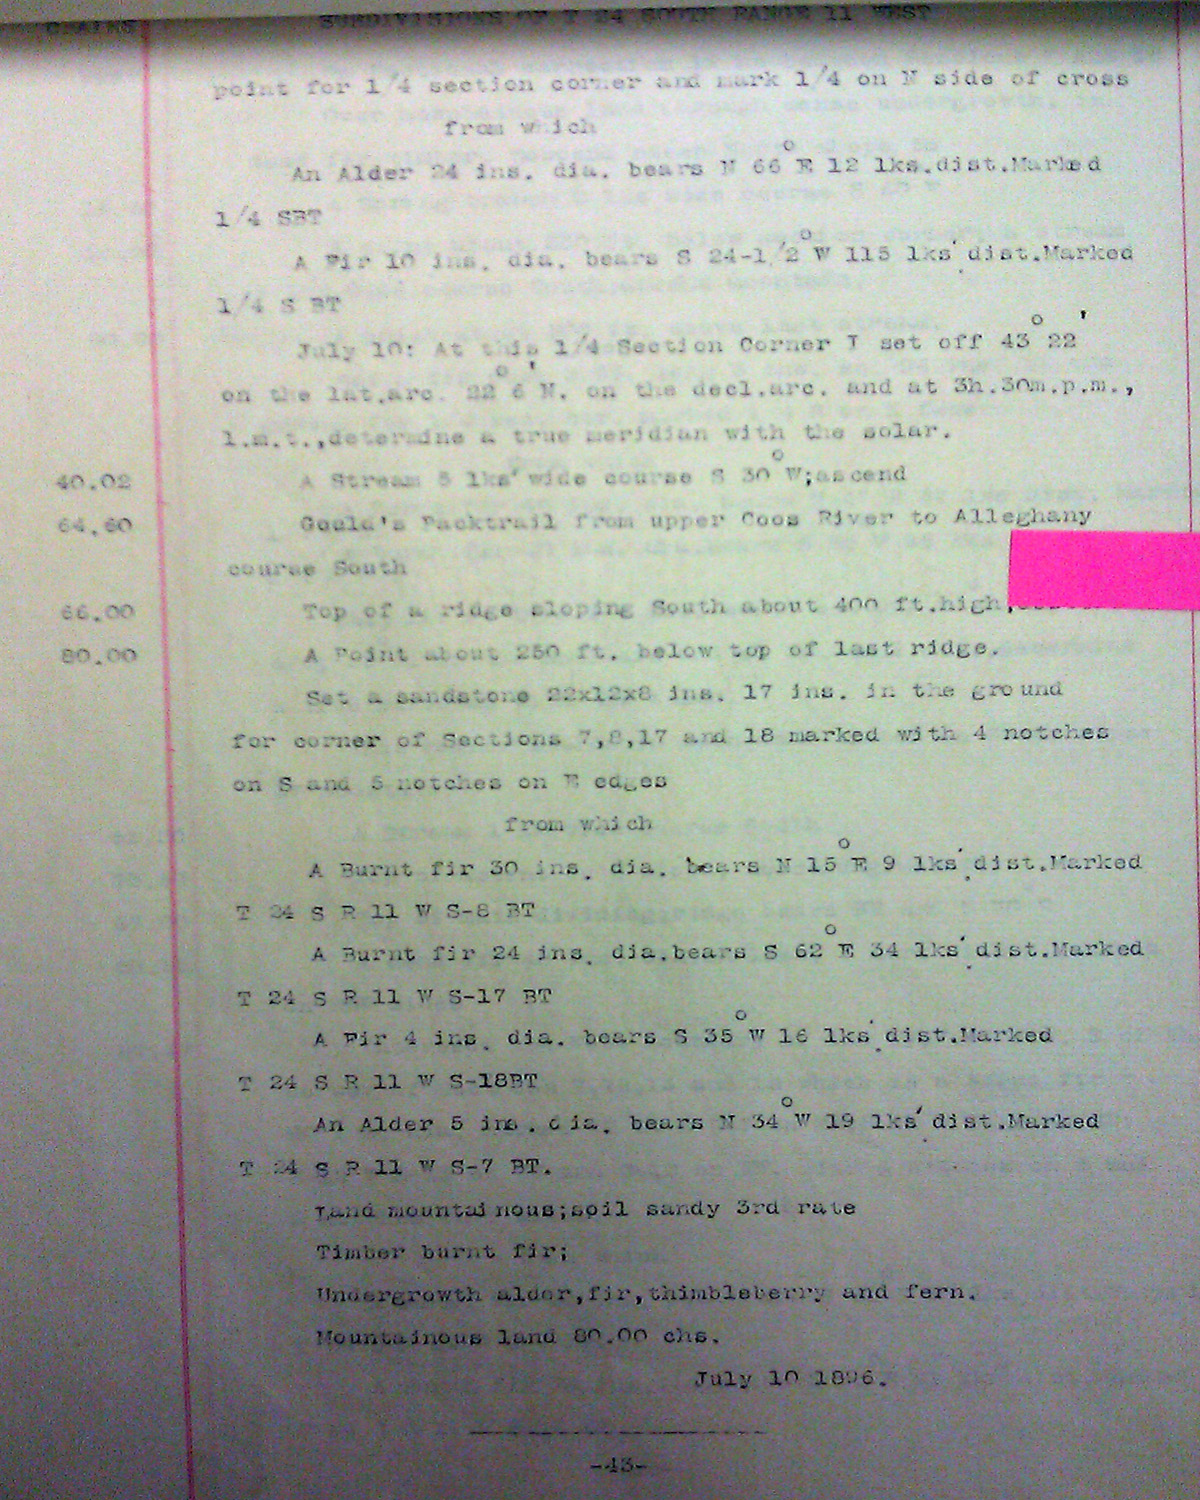 CHAINS SUBDIVISIONS OF T 24 SOUTH RANGE 11 WEST
point for 1/4 section corner and mark 1/4 on N side of cross
from which
An Alder 24 ins. dia. bears N 66° E 12 lks.dist.Marked
1/4 SBT
A Fir 10 ins. dia. bears S 24-1/2° W 115 lks' dist.Marked
1/4 S BT
July 10: At this 1/4 Section Corner I set off 43° 22'
on the lat.arc. 22° 6' N. on the decl.arc. and at 3h.30m.p.m.,
l.m.t.,determine a true meridian with the solar.
40.02 A Stream 5 lks' wide course S 30° W;ascend
64.60 Goula's Packtrail from upper Coos River to Alleghany
course South
66.00 Top of a ridge sloping South about 400 ft.high,
80.00 A Point about 250 ft. below top of last ridge.
Set a sandstone 22x12x8 ins. 17 ins. in the ground
for corner of Sections 7,8,17 and 18 marked with 4 notches
on S and 5 notches on E edges
from which
A Burnt fir 30 ins. dia. bears N 15° E 9 lks' dist.Marked
T 24 S R 11 W S-8 BT
A Burnt fir 24 ins. dia.bears S 62° E 34 lks' dist.Marked
T 24 S R 11 W S-17 BT
A Fir 4 ins. dia. bears S 35° W 16 lks' dist.Marked
T 24 S R 11 W S-18BT
An Alder 5 ins. dia. bears N 34° W 19 lks' dist.Marked
T 24 S R 11 W S-7 BT.
Land mountainous;soil sandy 3rd rate
Timber burnt fir;
Undergrowth alder,fir,thimbleberry and fern.
Mountainous land 80.00 chs.
July 10 1896.
-43-